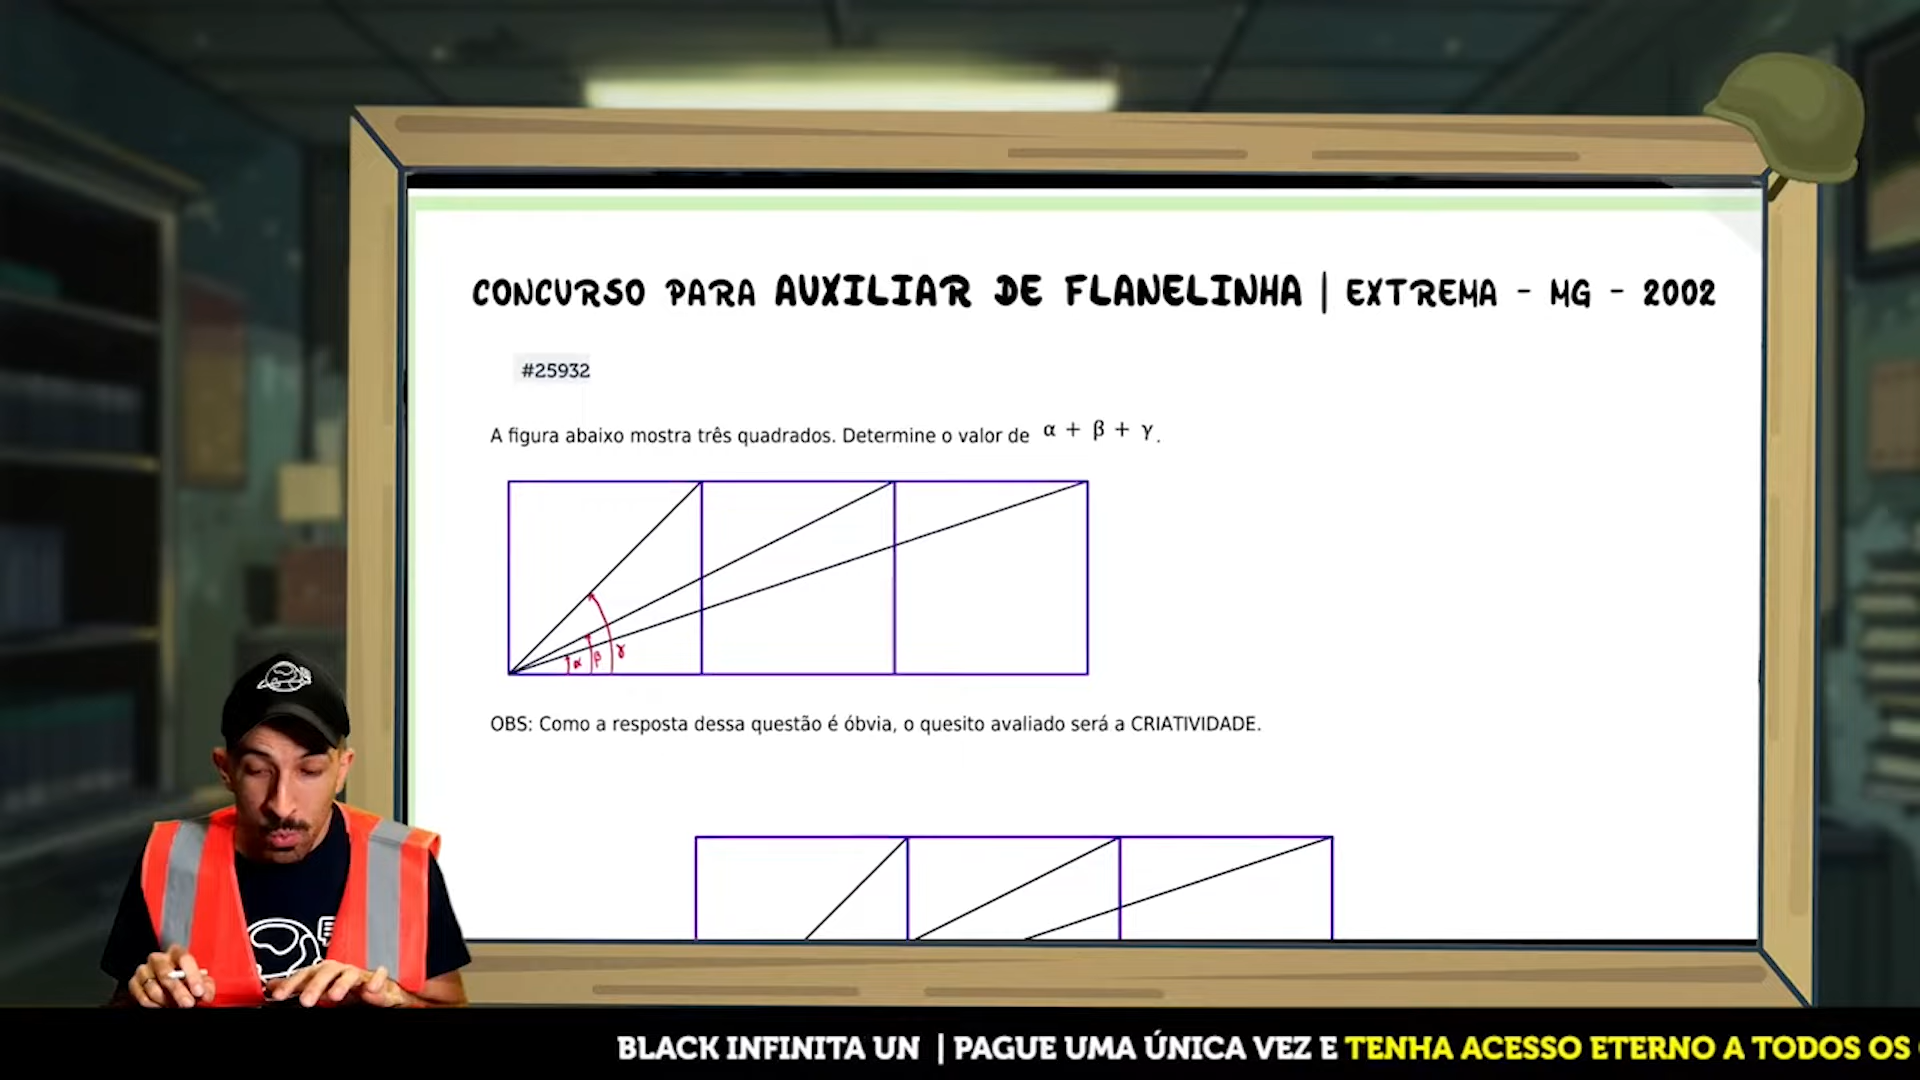 CONCURSO PARA AUXILIAR DE FLANELINHA | EXTREMA - MG - 2002
#25932
A figura abaixo mostra três quadrados. Determine o valor de α + β + γ.
α β γ
OBS: Como a resposta dessa questão é óbvia, o quesito avaliado será a CRIATIVIDADE.
BLACK INFINITA UN | PAGUE UMA ÚNICA VEZ E TENHA ACESSO ETERNO A TODOS OS